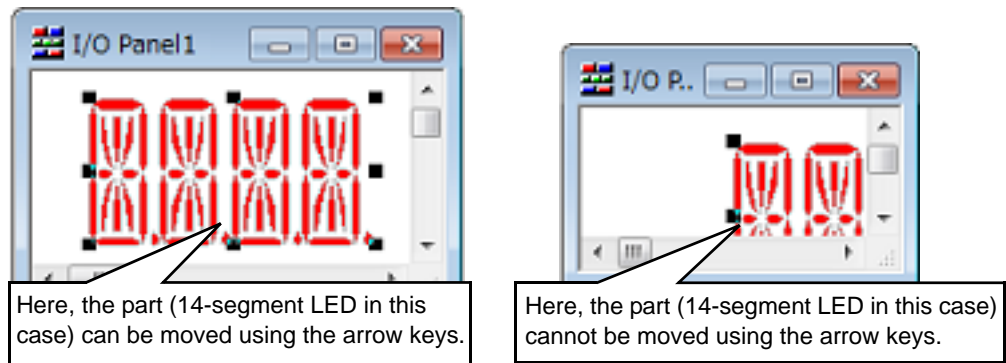 I/O Panel1
Here, the part (14-segment LED in this
case) can be moved using the arrow keys.
I/O P..
Here, the part (14-segment LED in this case)
cannot be moved using the arrow keys.